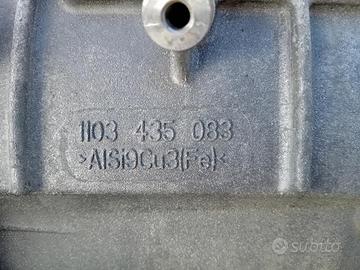 1103 435 083
>AlSi9Cu3(Fe)<
subito